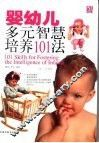 婴幼儿
多元智慧
培养101法
101 Skills for Fostering
the Intelligence of Infant